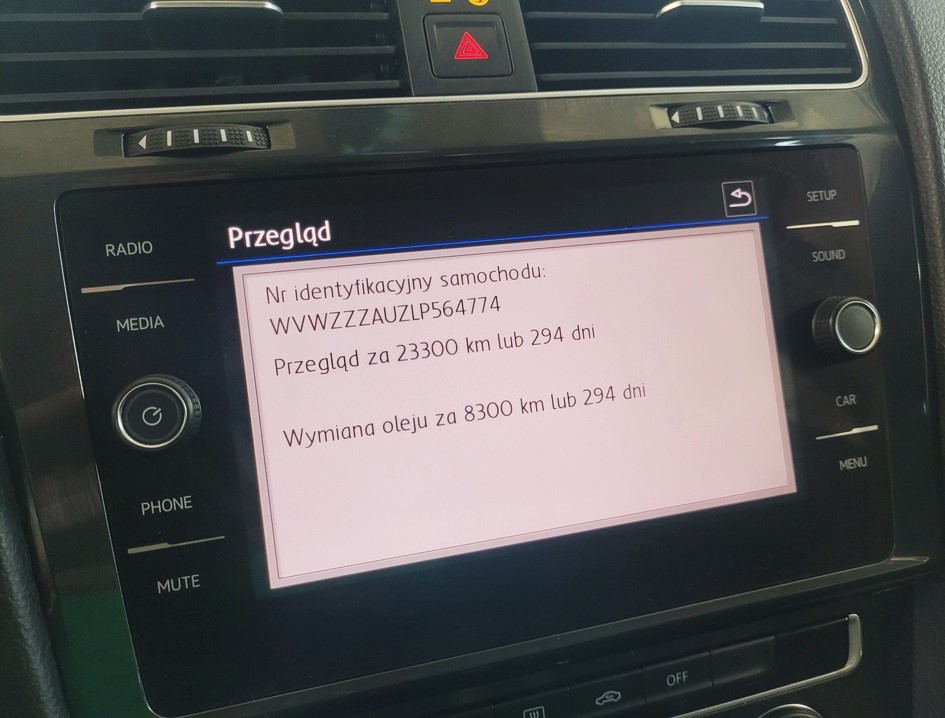 RADIO
MEDIA
PHONE
MUTE
Przegląd
Nr identyfikacyjny samochodu:
WVWZZZAUZLP564774
Przegląd za 23300 km lub 294 dni
Wymiana oleju za 8300 km lub 294 dni
SETUP
SOUND
CAR
MENU
OFF